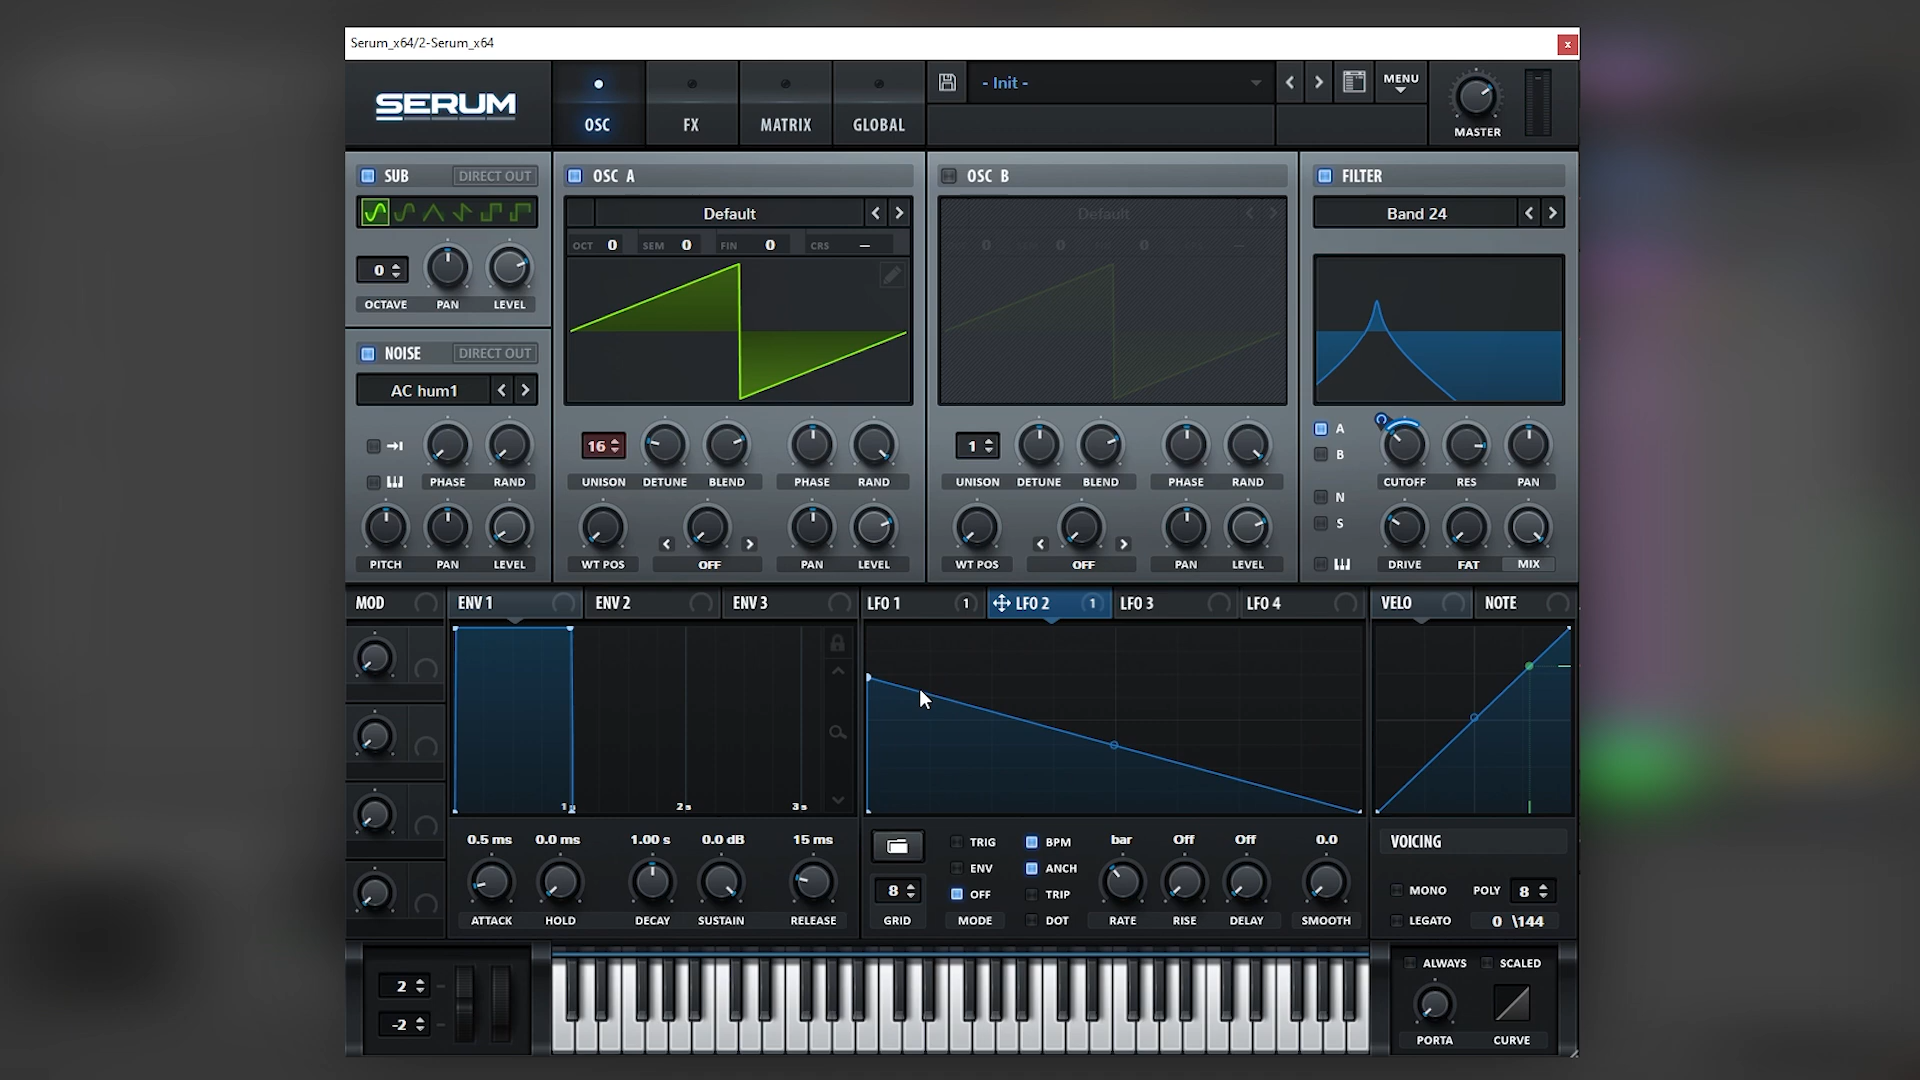 Serum_x64/2-Serum_x64
SERUM
OSC
FX
MATRIX
GLOBAL
- Init -
MENU
MASTER
SUB
DIRECT OUT
0
OCTAVE
PAN
LEVEL
NOISE
DIRECT OUT
AC hum1
PHASE
RAND
PITCH
PAN
LEVEL
OSC A
Default
OCT 0
SEM 0
FIN 0
CRS –
16
UNISON
DETUNE
BLEND
PHASE
RAND
WT POS
OFF
PAN
LEVEL
OSC B
Default
0
0
0
1
UNISON
DETUNE
BLEND
PHASE
RAND
WT POS
OFF
PAN
LEVEL
FILTER
Band 24
A
B
N
S
CUTOFF
RES
PAN
DRIVE
FAT
MIX
MOD
ENV 1
ENV 2
ENV 3
LFO 1
1
LFO 2
1
LFO 3
LFO 4
VELO
NOTE
2s
3s
0.5 ms
0.0 ms
1.00 s
0.0 dB
15 ms
ATTACK
HOLD
DECAY
SUSTAIN
RELEASE
8
GRID
TRIG
ENV
OFF
MODE
BPM
ANCH
TRIP
DOT
bar
Off
Off
0.0
RATE
RISE
DELAY
SMOOTH
VOICING
MONO
POLY 8
LEGATO
0 \144
2
-2
ALWAYS
SCALED
PORTA
CURVE